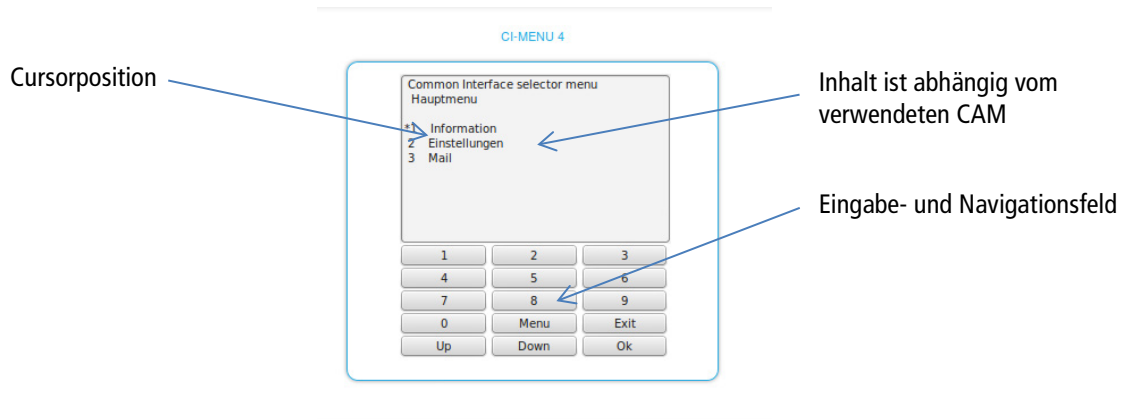 CI-MENU 4
Cursorposition
Common Interface selector menu
Hauptmenu
*1 Information
2 Einstellungen
3 Mail
Inhalt ist abhängig vom
verwendeten CAM
Eingabe- und Navigationsfeld
1 2 3
4 5 6
7 8 9
0 Menu Exit
Up Down Ok